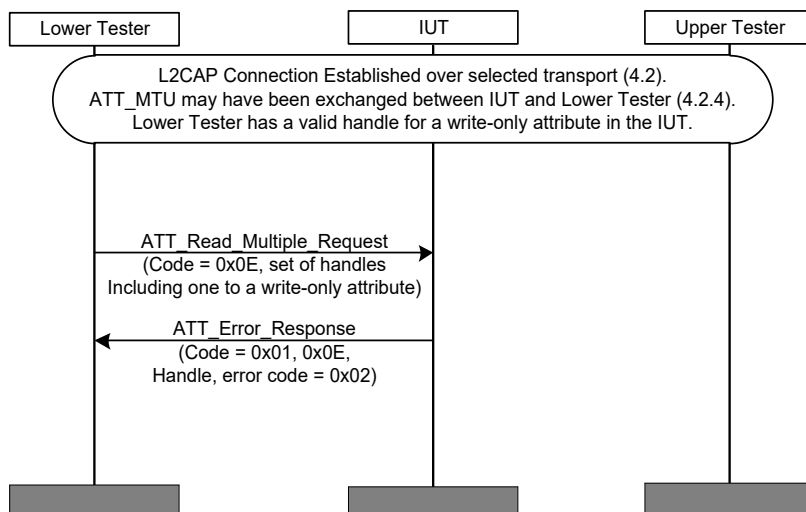 Lower Tester
IUT
Upper Tester
L2CAP Connection Established over selected transport (4.2).
ATT_MTU may have been exchanged between IUT and Lower Tester (4.2.4).
Lower Tester has a valid handle for a write-only attribute in the IUT.
ATT_Read_Multiple_Request
(Code = 0x0E, set of handles
Including one to a write-only attribute)
ATT_Error_Response
(Code = 0x01, 0x0E,
Handle, error code = 0x02)